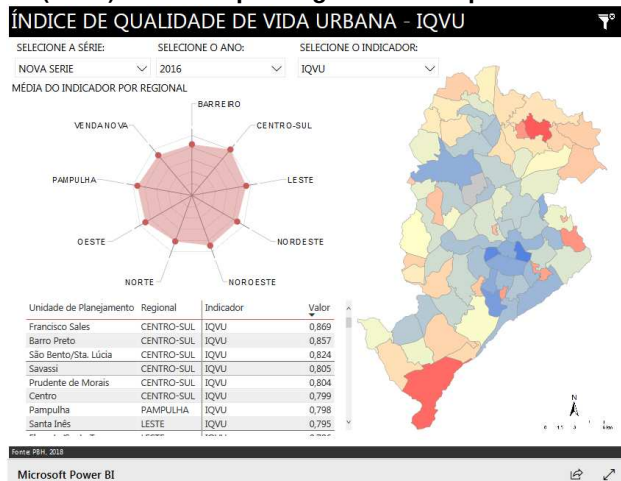 ÍNDICE DE QUALIDADE DE VIDA URBANA - IQVU
SELECIONE A SÉRIE: SELECIONE O ANO: SELECIONE O INDICADOR:
NOVA SERIE 2016 IQVU
MÉDIA DO INDICADOR POR REGIONAL
BARREIRO
VENDA NOVA CENTRO-SUL
PAMPULHA LESTE
OESTE NORDESTE
NORTE NOROESTE
Unidade de Planejamento Regional Indicador Valor
Francisco Sales CENTRO-SUL IQVU 0,869
Barro Preto CENTRO-SUL IQVU 0,857
São Bento/Sta. Lúcia CENTRO-SUL IQVU 0,824
Savassi CENTRO-SUL IQVU 0,805
Prudente de Morais CENTRO-SUL IQVU 0,804
Centro CENTRO-SUL IQVU 0,799
Pampulha PAMPULHA IQVU 0,798
Santa Inês LESTE IQVU 0,795
N
Fonte PBH, 2018
Microsoft Power BI